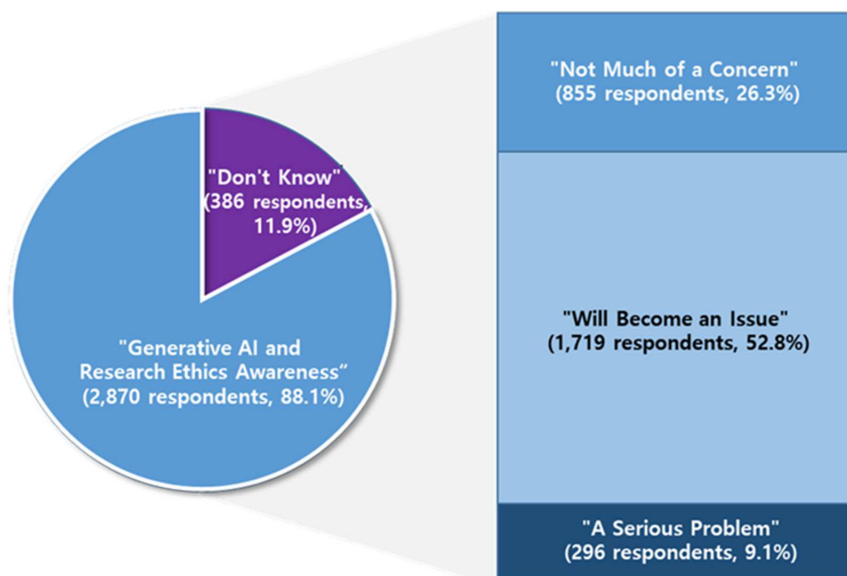 "Don't Know"
(386 respondents,
11.9%)
"Generative AI and
Research Ethics Awareness“
(2,870 respondents, 88.1%)
"Not Much of a Concern"
(855 respondents, 26.3%)
"Will Become an Issue"
(1,719 respondents, 52.8%)
"A Serious Problem"
(296 respondents, 9.1%)